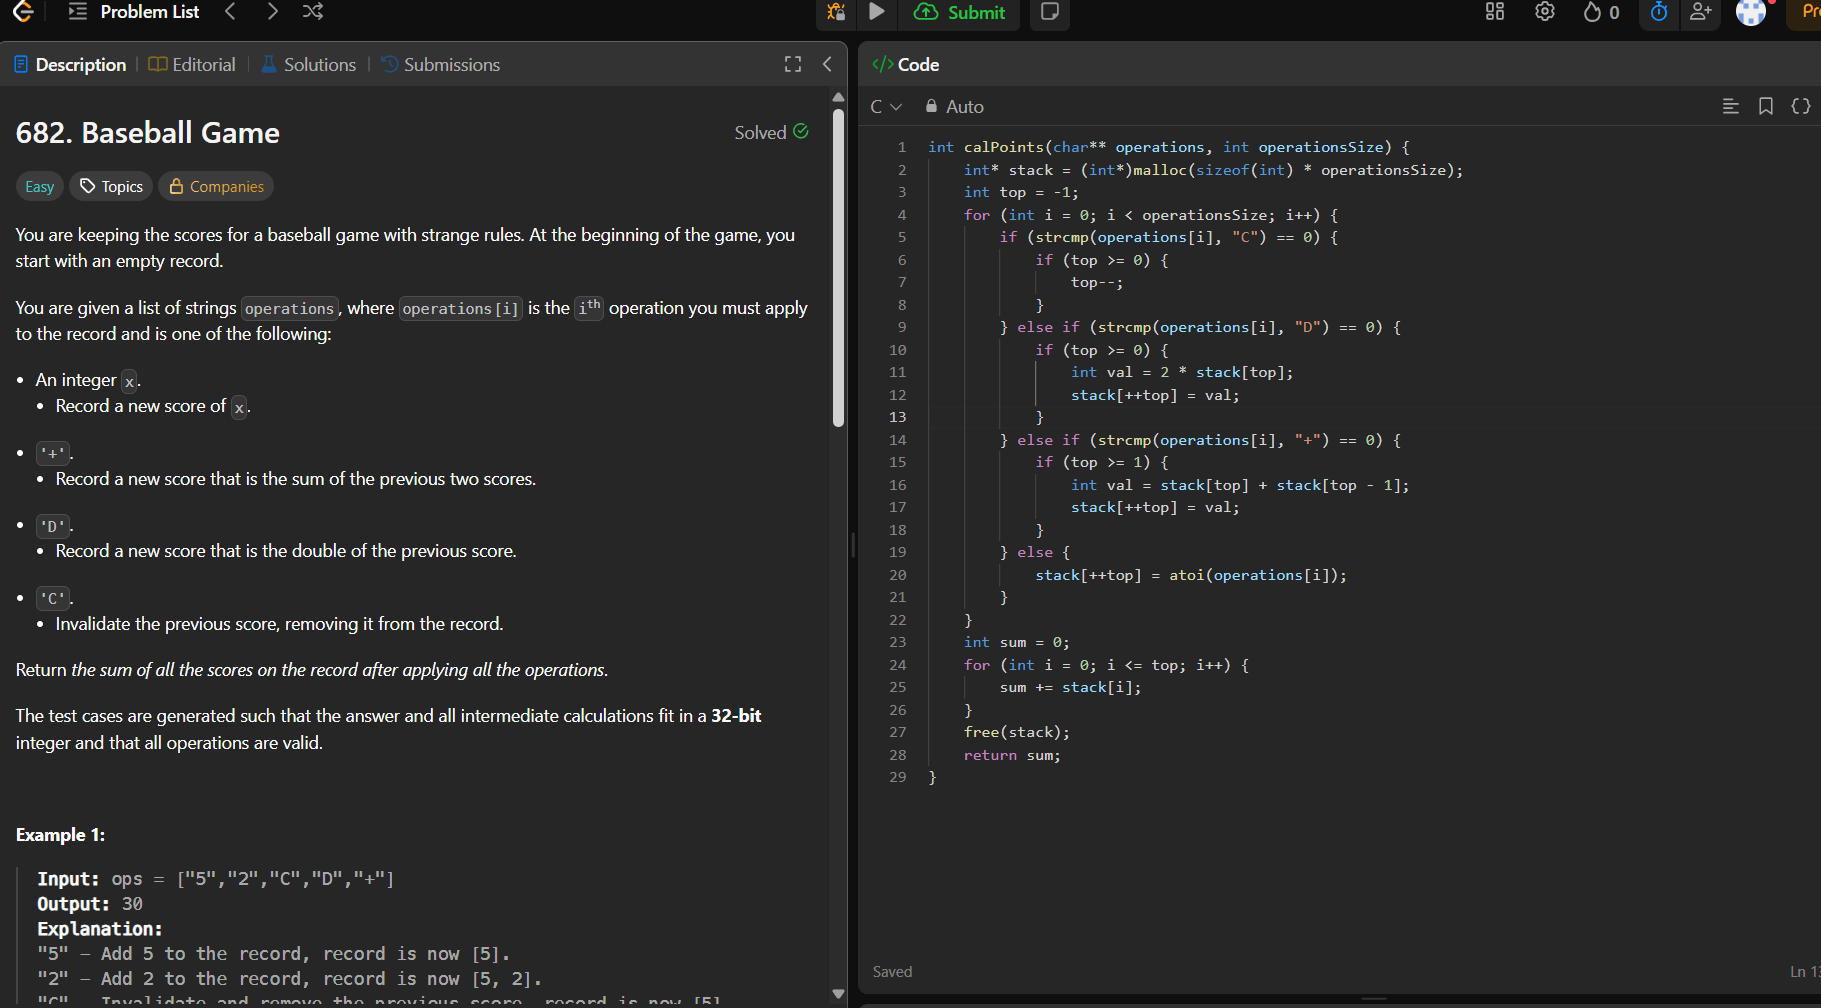 Problem List
Submit
0
Pr
Description
Editorial
Solutions
Submissions
682. Baseball Game
Solved
Easy
Topics
Companies
You are keeping the scores for a baseball game with strange rules. At the beginning of the game, you
start with an empty record.
You are given a list of strings operations, where operations[i] is the ith operation you must apply
to the record and is one of the following:
• An integer x.
• Record a new score of x.
• '+'.
• Record a new score that is the sum of the previous two scores.
• 'D'.
• Record a new score that is the double of the previous score.
• 'C'.
• Invalidate the previous score, removing it from the record.
Return the sum of all the scores on the record after applying all the operations.
The test cases are generated such that the answer and all intermediate calculations fit in a 32-bit
integer and that all operations are valid.
Example 1:
Input: ops = ["5","2","C","D","+"]
Output: 30
Explanation:
"5" - Add 5 to the record, record is now [5].
"2" - Add 2 to the record, record is now [5, 2].
"C" - Invalidate and remove the previous score, record is now [5].
</> Code
C
Auto
1 int calPoints(char** operations, int operationsSize) {
2 int* stack = (int*)malloc(sizeof(int) * operationsSize);
3 int top = -1;
4 for (int i = 0; i < operationsSize; i++) {
5 if (strcmp(operations[i], "C") == 0) {
6 if (top >= 0) {
7 top--;
8 }
9 } else if (strcmp(operations[i], "D") == 0) {
10 if (top >= 0) {
11 int val = 2 * stack[top];
12 stack[++top] = val;
13 }
14 } else if (strcmp(operations[i], "+") == 0) {
15 if (top >= 1) {
16 int val = stack[top] + stack[top - 1];
17 stack[++top] = val;
18 }
19 } else {
20 stack[++top] = atoi(operations[i]);
21 }
22 }
23 int sum = 0;
24 for (int i = 0; i <= top; i++) {
25 sum += stack[i];
26 }
27 free(stack);
28 return sum;
29 }
Saved
Ln 13